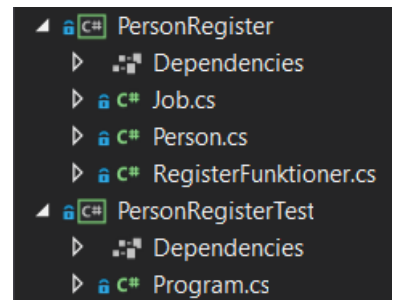 C# PersonRegister
Dependencies
C# Job.cs
C# Person.cs
C# RegisterFunktioner.cs
C# PersonRegisterTest
Dependencies
C# Program.cs